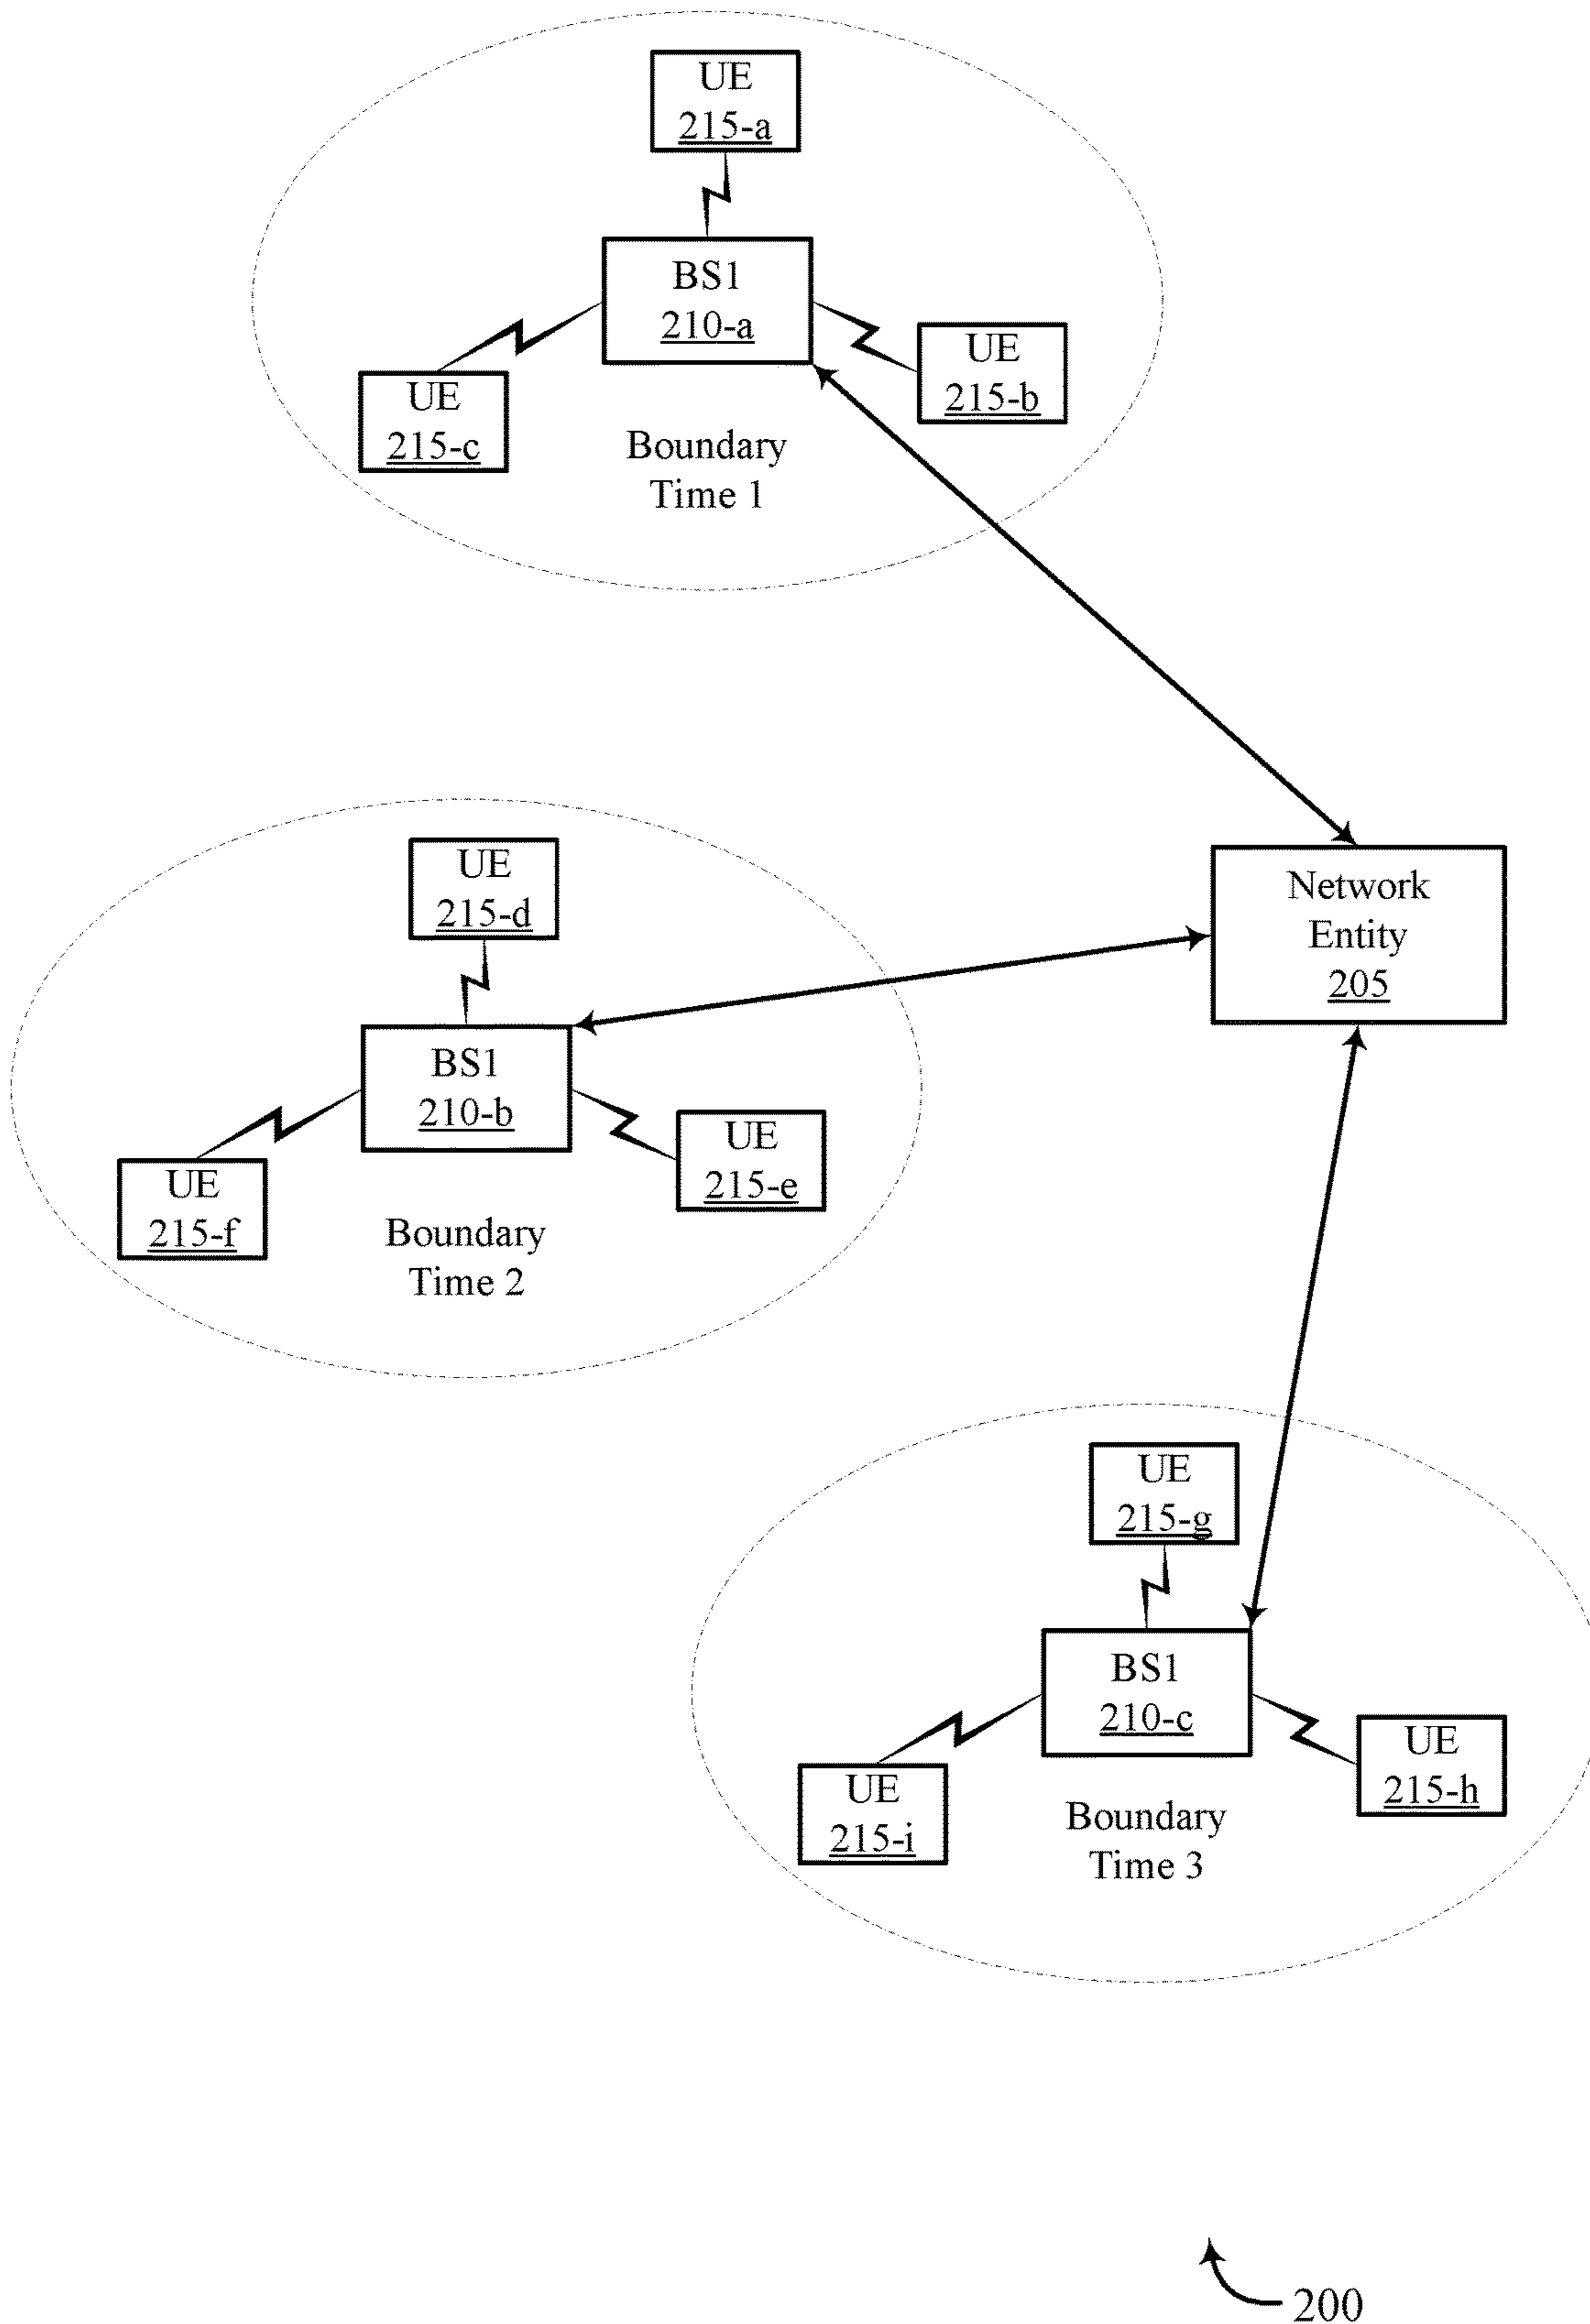 UE
215-a
BS1
210-a
UE
215-b
UE
215-c
Boundary
Time 1
Network
Entity
205
UE
215-d
BS1
210-b
UE
215-e
UE
215-f
Boundary
Time 2
UE
215-g
BS1
210-c
UE
215-h
UE
215-i
Boundary
Time 3
200